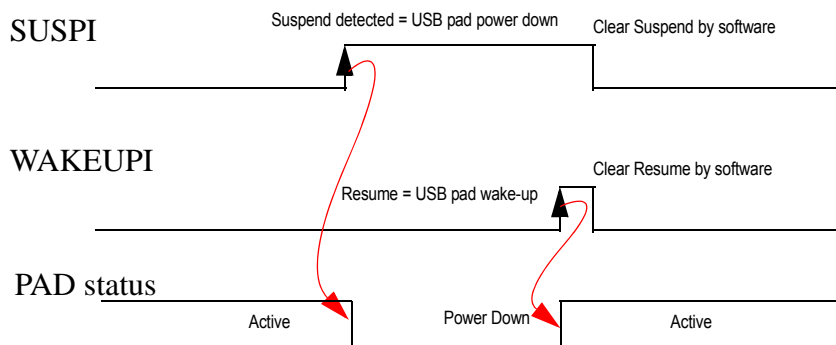 Suspend detected = USB pad power down
SUSPI
Clear Suspend by software
WAKEUPI
Clear Resume by software
Resume = USB pad wake-up
PAD status
Active
Power Down
Active